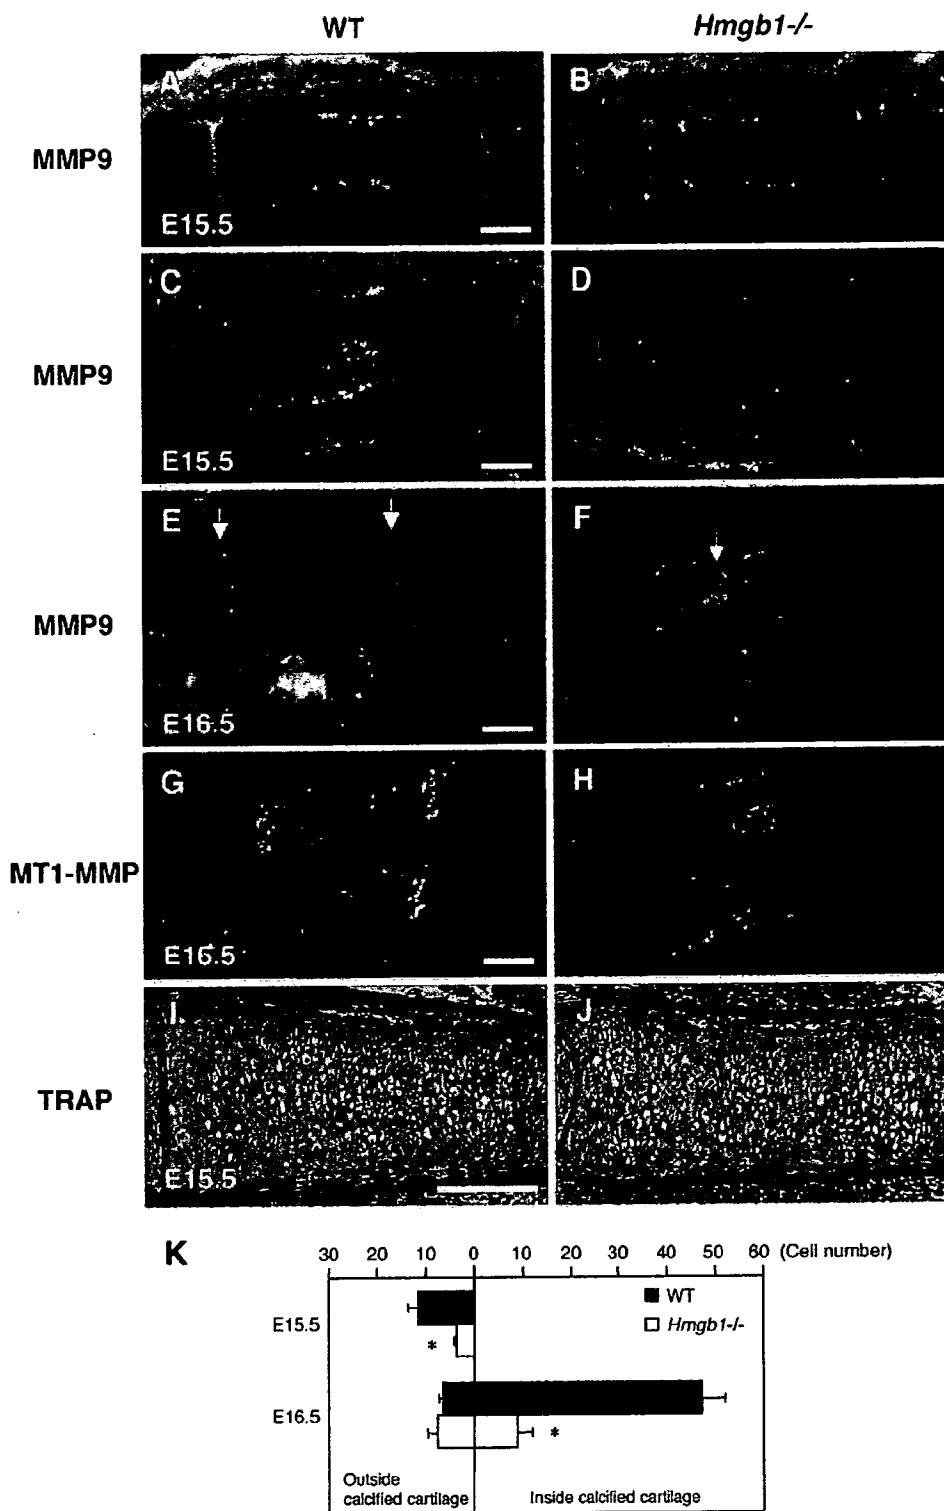 WT Hmgb1-/-
A B
MMP9
E15.5
C D
MMP9
E15.5
E F
MMP9
E16.5
G H
MT1-MMP
E16.5
I J
TRAP
E15.5
K
30 20 10 0 10 20 30 40 50 60 (Cell number)
WT
E15.5
Hmgb1-/-
*
E16.5
*
Outside
calcified cartilage
Inside calcified cartilage